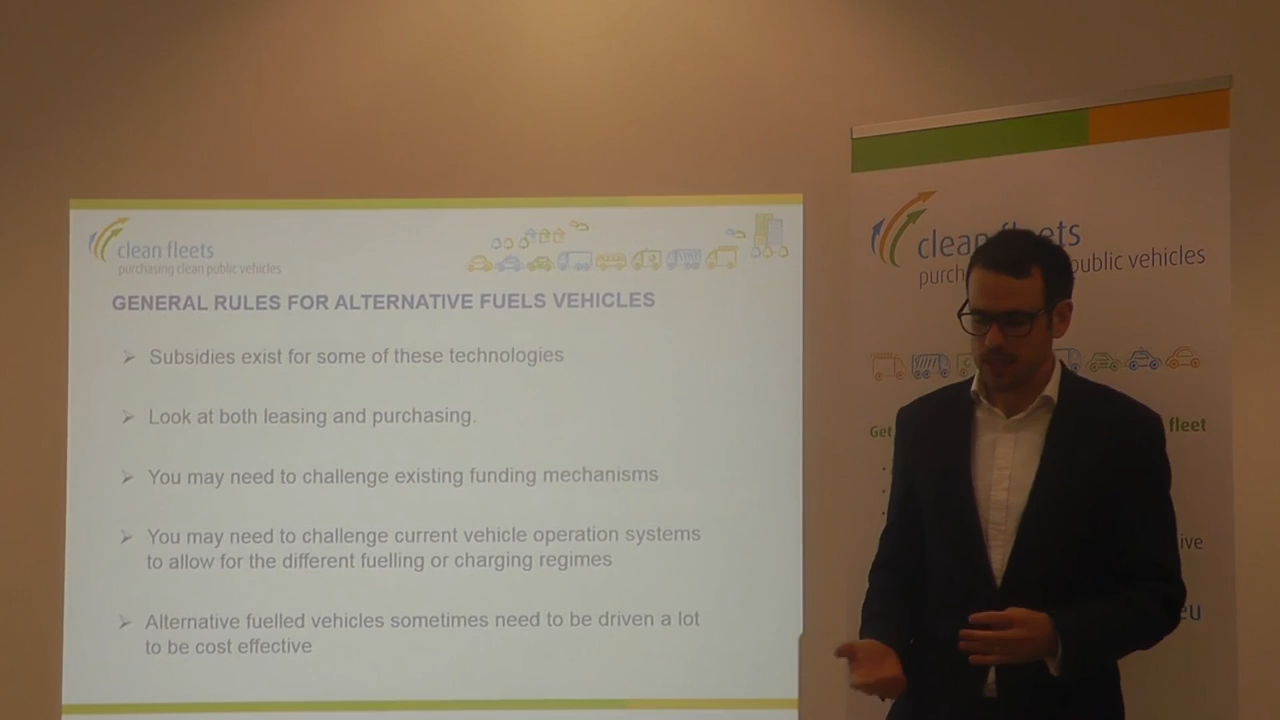 clean fleets
purchasing clean public vehicles
GENERAL RULES FOR ALTERNATIVE FUELS VEHICLES
➢ Subsidies exist for some of these technologies
➢ Look at both leasing and purchasing.
➢ You may need to challenge existing funding mechanisms
➢ You may need to challenge current vehicle operation systems
to allow for the different fuelling or charging regimes
➢ Alternative fuelled vehicles sometimes need to be driven a lot
to be cost effective
clean fleets
public vehicles
Get fleet
ive
eu